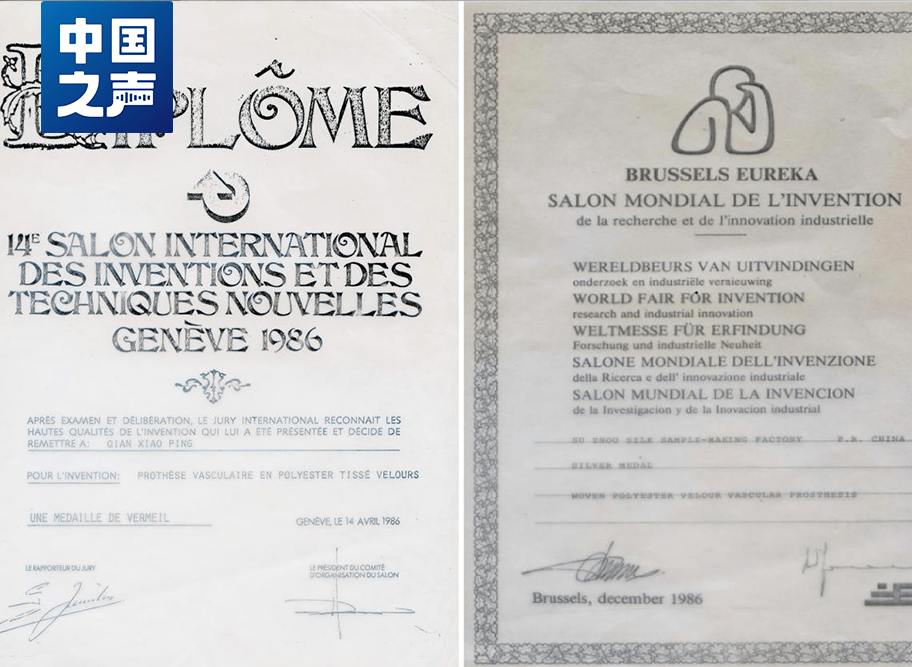 中国
之声
DIPLÔME
14E SALON INTERNATIONAL
DES INVENTIONS ET DES
TECHNIQUES NOUVELLES
GENÈVE 1986
APRÈS EXAMEN ET DÉLIBÉRATION, LE JURY INTERNATIONAL RECONNAIT LES
HAUTES QUALITÉS DE L'INVENTION QUI LUI A ÉTÉ PRÉSENTÉE ET DÉCIDE DE
REMETTRE A: QIAN XIAO PING
POUR L'INVENTION: PROTHÈSE VASCULAIRE EN POLYESTER TISSÉ VELOURS
UNE MEDAILLE DE VERMEIL
GENÈVE, LE 14 AVRIL 1986
LE RAPPORTEUR DU JURY
LE PRÉSIDENT DU COMITÉ
D'ORGANISATION DU SALON
BRUSSELS EUREKA
SALON MONDIAL DE L'INVENTION
de la recherche et de l'innovation industrielle
WERELDBEURS VAN UITVINDINGEN
onderzoek en industriële vernieuwing
WORLD FAIR FOR INVENTION
research and industrial innovation
WELTMESSE FÜR ERFINDUNG
Forschung und industrielle Neuheit
SALONE MONDIALE DELL'INVENZIONE
della Ricerca e dell' innovazione industriale
SALON MUNDIAL DE LA INVENCION
de la Investigacion y de la Inovacion industrial
SU ZHOU SILK SAMPLE-MAKING FACTORY P.R. CHINA
SILVER MEDAL
WOVEN POLYESTER VELOUR VASCULAR PROSTHESIS
Brussels, december 1986